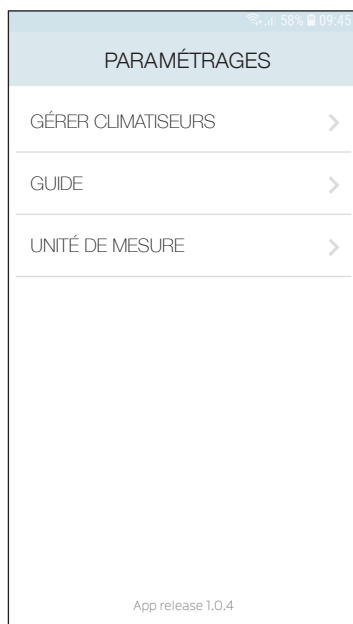 58% 09:45
PARAMÉTRAGES
GÉRER CLIMATISEURS
GUIDE
UNITÉ DE MESURE
App release 1.0.4